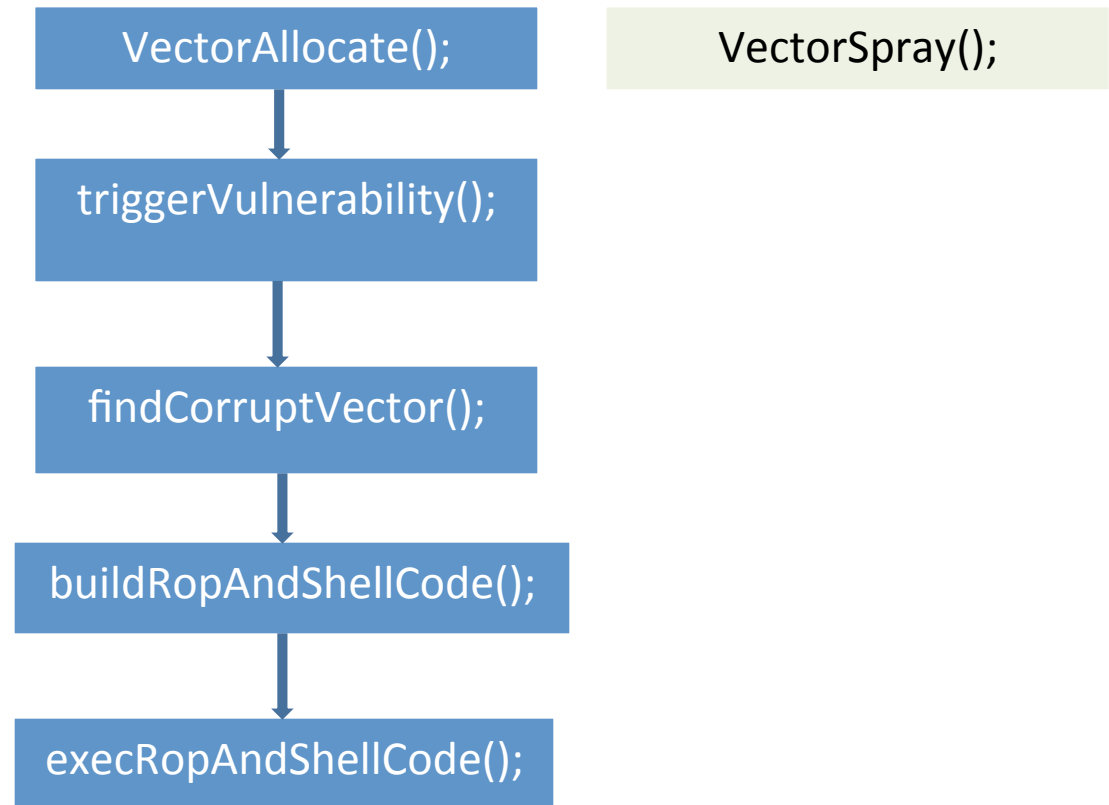 VectorAllocate();
VectorSpray();
triggerVulnerability();
findCorruptVector();
buildRopAndShellCode();
execRopAndShellCode();